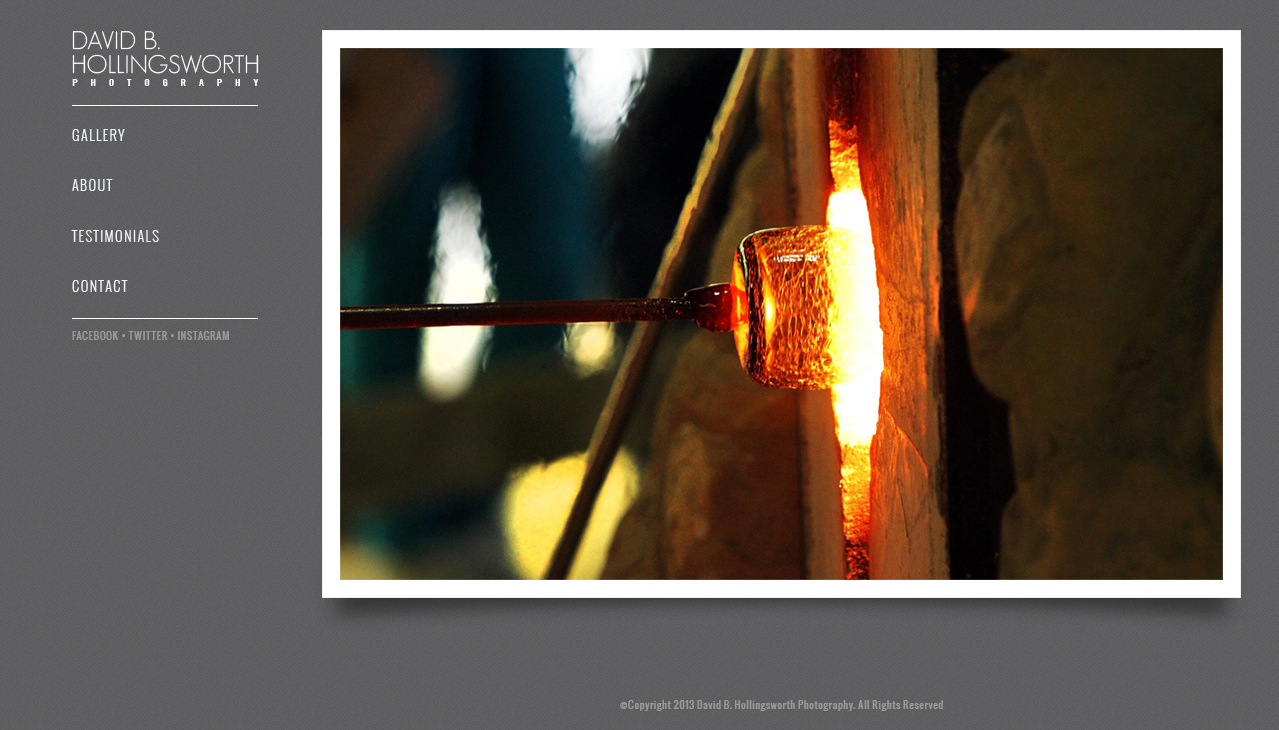 DAVID B.
HOLLINGSWORTH
PHOTOGRAPHY
GALLERY
ABOUT
TESTIMONIALS
CONTACT
FACEBOOK • TWITTER • INSTAGRAM
©Copyright 2013 David B. Hollingsworth Photography. All Rights Reserved